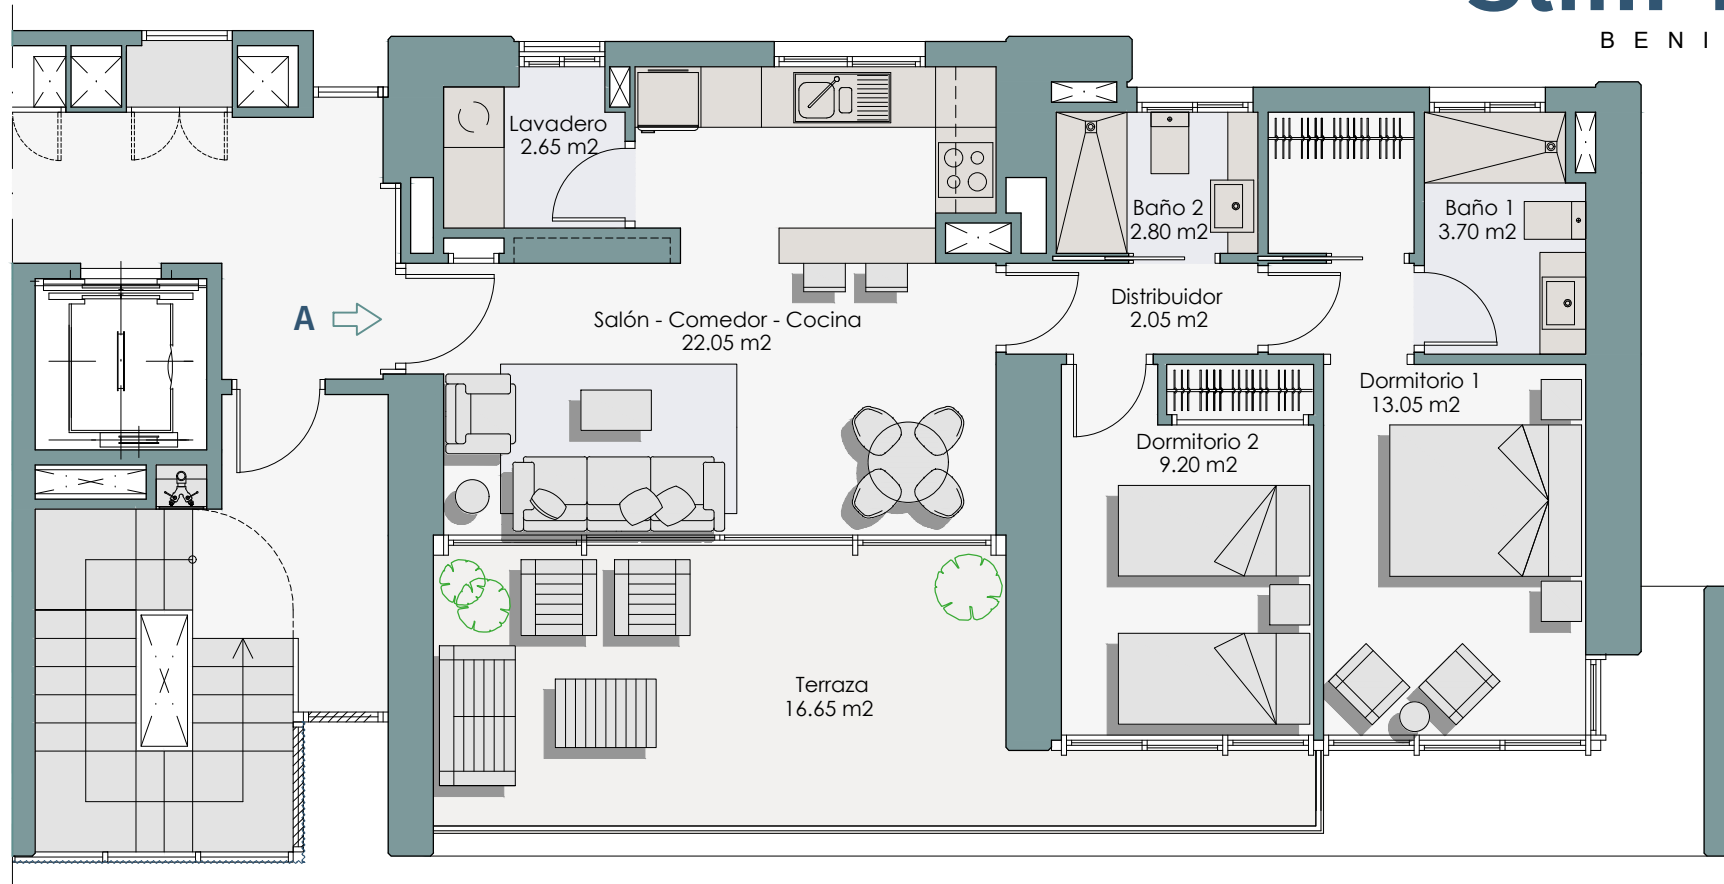 BENI
Lavadero
2.65 m2
Baño 2
2.80 m2
Baño 1
3.70 m2
A
Salón - Comedor - Cocina
22.05 m2
Distribuidor
2.05 m2
Dormitorio 1
13.05 m2
Dormitorio 2
9.20 m2
Terraza
16.65 m2